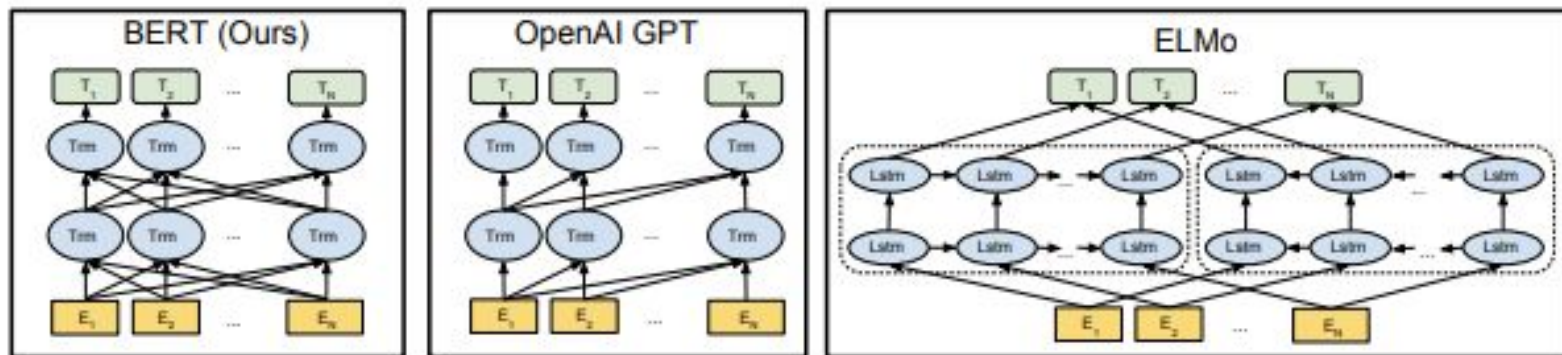 BERT (Ours)
T1 T2 ... TN
Trm Trm ... Trm
Trm Trm ... Trm
E1 E2 ... EN
OpenAI GPT
T1 T2 ... TN
Trm Trm ... Trm
Trm Trm ... Trm
E1 E2 ... EN
ELMo
T1 T2 ... TN
Lstm Lstm ... Lstm Lstm Lstm ... Lstm
Lstm Lstm ... Lstm Lstm Lstm ... Lstm
E1 E2 ... EN